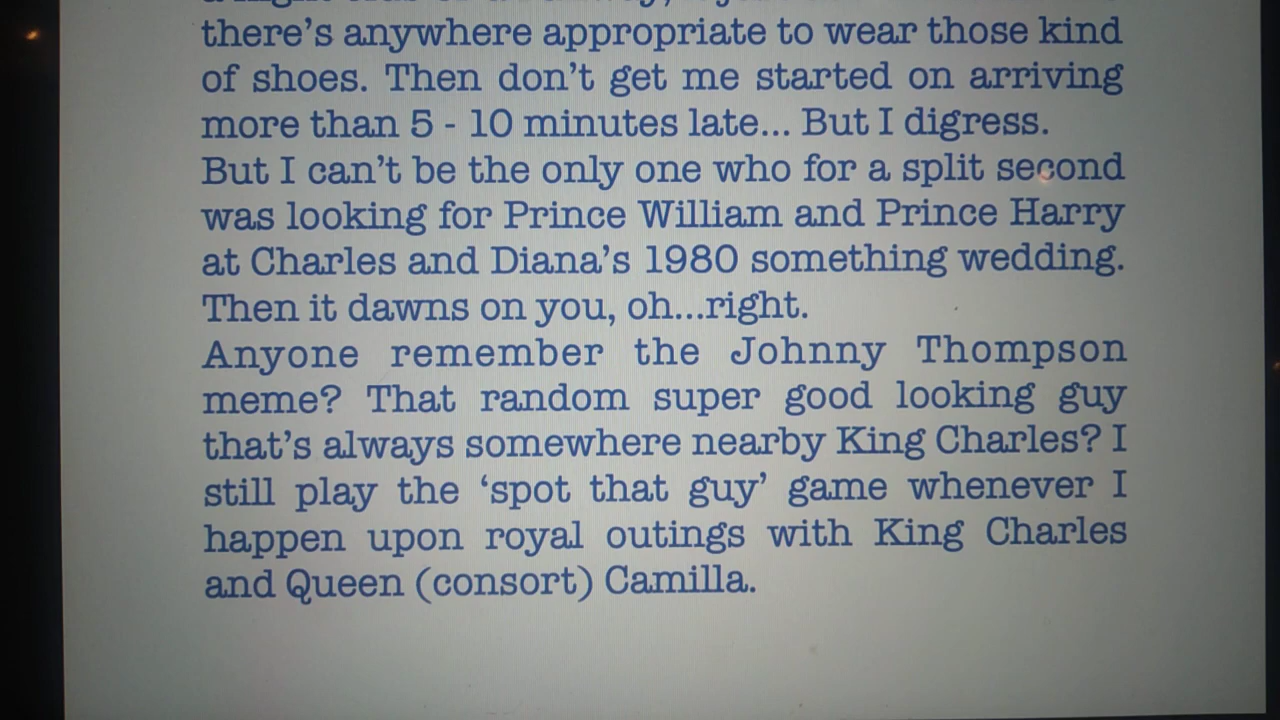 there's anywhere appropriate to wear those kind
of shoes. Then don't get me started on arriving
more than 5 - 10 minutes late... But I digress.
But I can't be the only one who for a split second
was looking for Prince William and Prince Harry
at Charles and Diana's 1980 something wedding.
Then it dawns on you, oh...right.
Anyone remember the Johnny Thompson
meme? That random super good looking guy
that's always somewhere nearby King Charles? I
still play the ‘spot that guy’ game whenever I
happen upon royal outings with King Charles
and Queen (consort) Camilla.